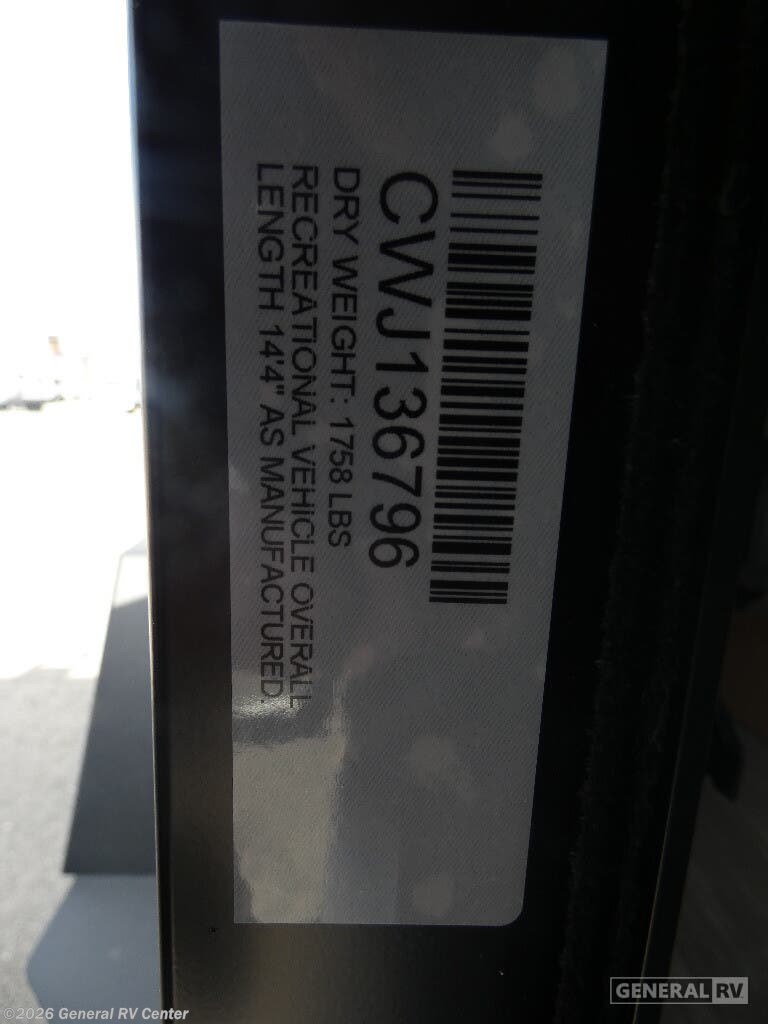 CWJ136796
DRY WEIGHT: 1758 LBS
RECREATIONAL VEHICLE OVERALL
LENGTH 14'4" AS MANUFACTURED.
GENERAL RV
©2026 General RV Center